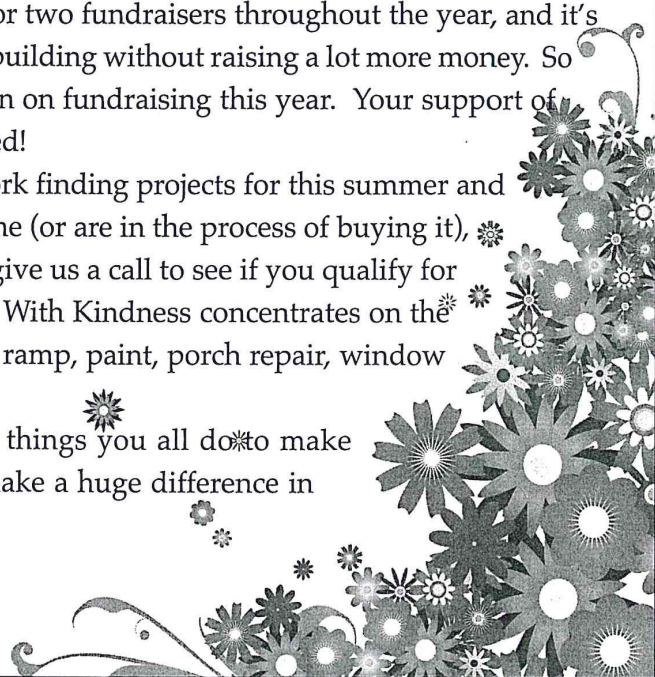 or two fundraisers throughout the year, and it's
building without raising a lot more money. So
n on fundraising this year. Your support of
ed!
rk finding projects for this summer and
ne (or are in the process of buying it),
give us a call to see if you qualify for
With Kindness concentrates on the
ramp, paint, porch repair, window
things you all do to make
ake a huge difference in